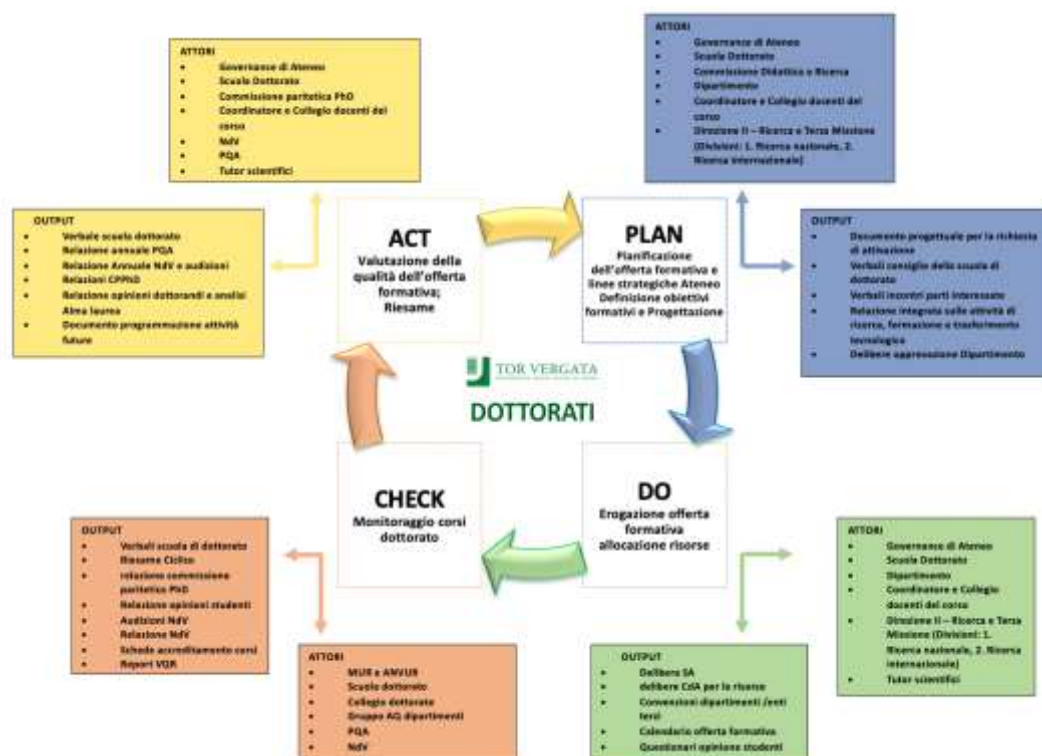 ATTORI
• Governance di Ateneo
• Scuola Dottorato
• Commissione paritetica PhD
• Coordinatore e Collegio docenti del
corso
• NdV
• PQA
• Tutor scientifici
ATTORI
• Governance di Ateneo
• Scuola Dottorato
• Commissione Didattica e Ricerca
• Dipartimento
• Coordinatore e Collegio docenti del
corso
• Direzione II – Ricerca e Terza Missione
(Divisioni: 1. Ricerca nazionale, 2.
Ricerca internazionale)
OUTPUT
• Verbale scuola dottorato
• Relazione annuale PQA
• Relazione Annuale NdV e audizioni
• Relazioni CPPhD
• Relazione opinioni dottorandi e analisi
Alma laurea
• Documento programmazione attività
future
ACT
Valutazione della
qualità dell'offerta
formativa;
Riesame
PLAN
Pianificazione
dell'offerta formativa e
linee strategiche Ateneo
Definizione obiettivi
formativi e Progettazione
OUTPUT
• Documento progettuale per la richiesta
di attivazione
• Verbali consiglio della scuola di
dottorato
• Verbali incontri parti interessate
• Relazione integrata sulle attività di
ricerca, formazione e trasferimento
tecnologico
• Delibere approvazione Dipartimento
TOR VERGATA
DOTTORATI
CHECK
Monitoraggio corsi
dottorato
DO
Erogazione offerta
formativa
allocazione risorse
OUTPUT
• Verbali scuola di dottorato
• Riesame Ciclico
• relazione commissione
paritetica PhD
• Relazione opinioni studenti
• Audizioni NdV
• Relazione NdV
• Schede accreditamento corsi
• Report VQR
ATTORI
• Governance di Ateneo
• Scuola Dottorato
• Dipartimento
• Coordinatore e Collegio
docenti del corso
• Direzione II – Ricerca e Terza
Missione (Divisioni: 1.
Ricerca nazionale, 2. Ricerca
internazionale)
• Tutor scientifici
ATTORI
• MUR e ANVUR
• Scuola dottorato
• Collegio dottorato
• Gruppo AQ dipartimenti
• PQA
• NdV
OUTPUT
• Delibere SA
• delibere CdA per le risorse
• Convenzioni dipartimenti /enti
terzi
• Calendario offerta formativa
• Questionari opinione studenti